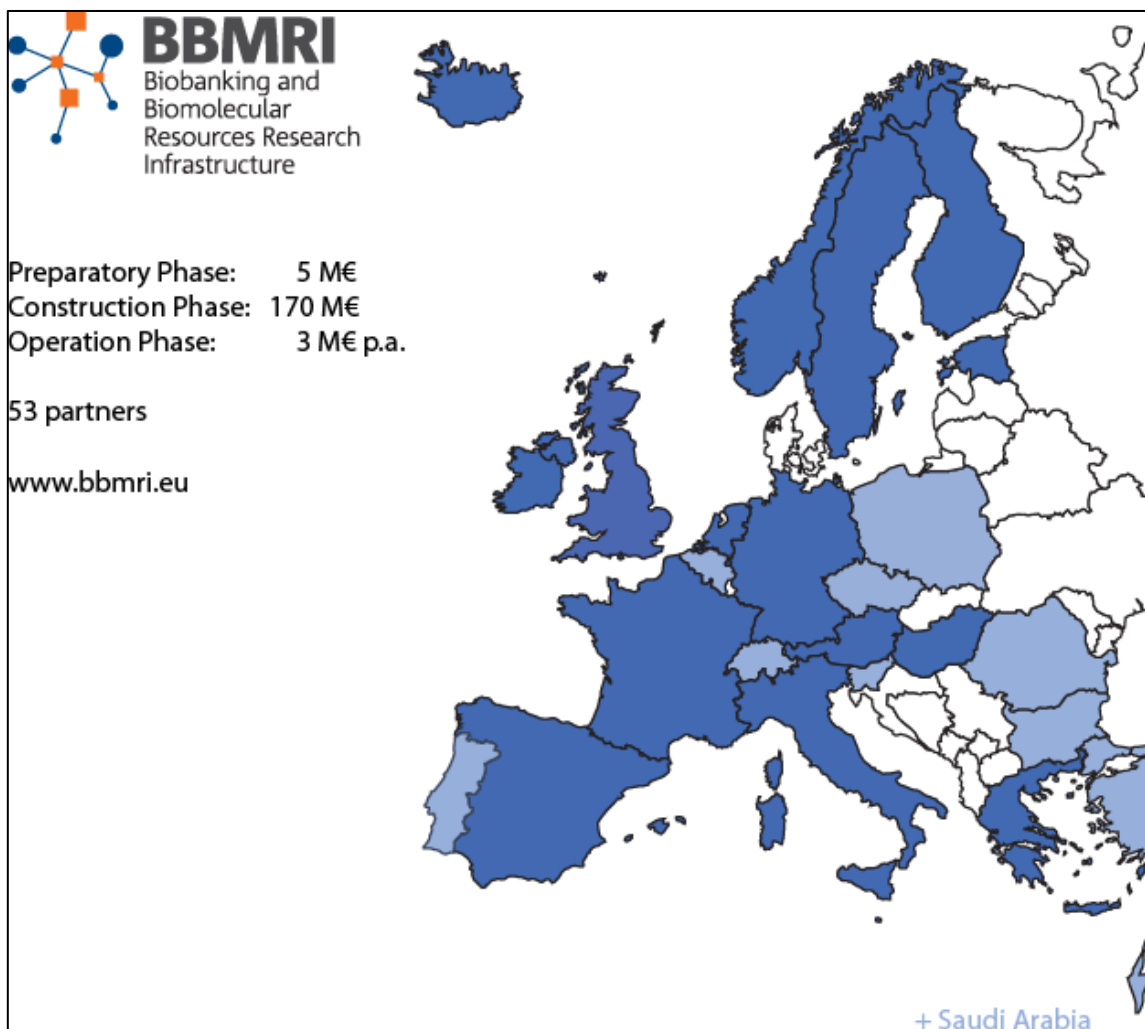 BBMRI
Biobanking and
Biomolecular
Resources Research
Infrastructure
Preparatory Phase: 5 M€
Construction Phase: 170 M€
Operation Phase: 3 M€ p.a.
53 partners
www.bbmri.eu
+ Saudi Arabia